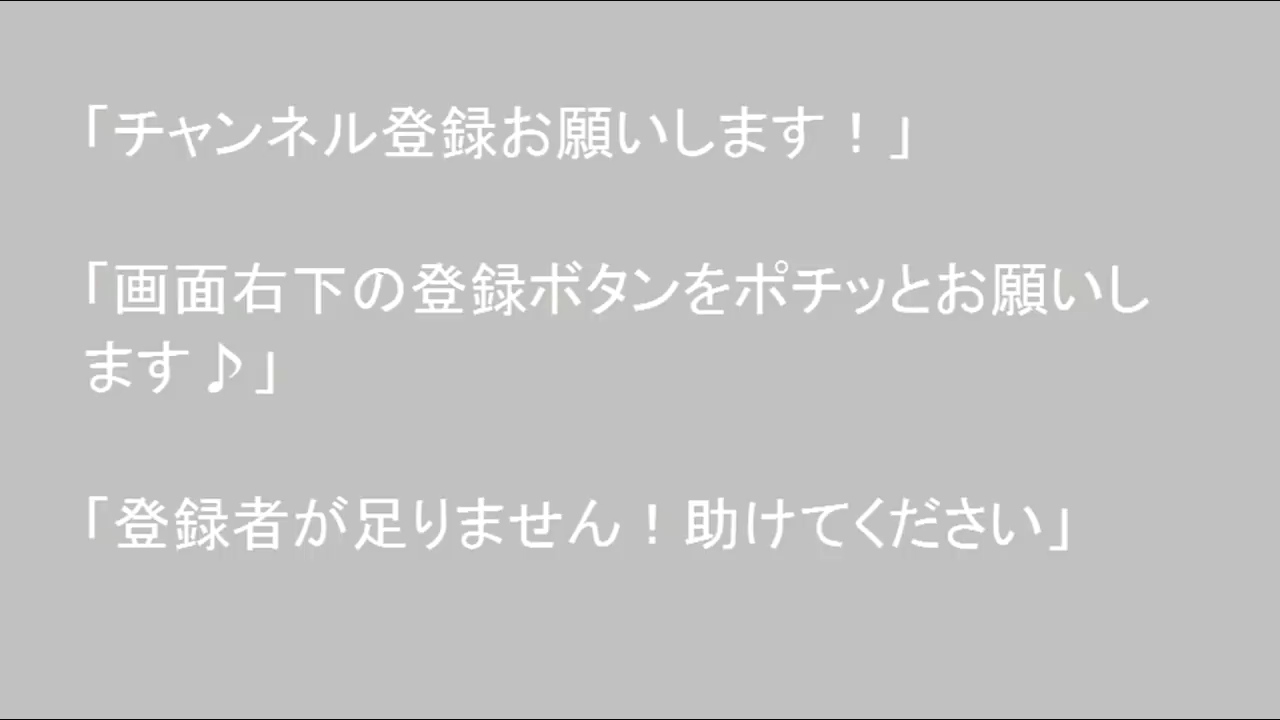 「チャンネル登録お願いします！」
「画面右下の登録ボタンをポチッとお願いし
ます♪」
「登録者が足りません！助けてください」